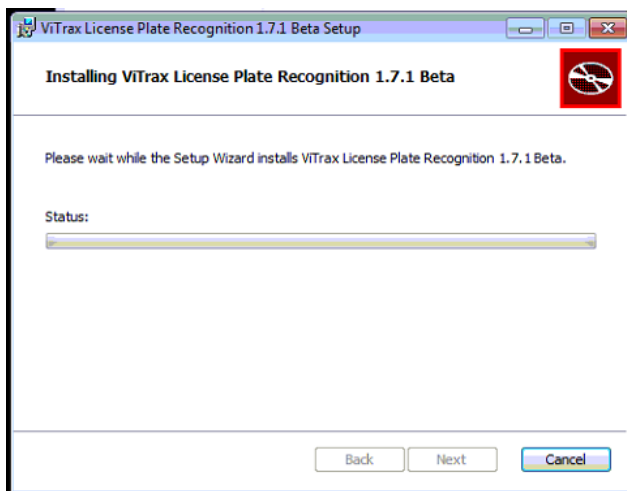 ViTrax License Plate Recognition 1.7.1 Beta Setup
Installing ViTrax License Plate Recognition 1.7.1 Beta
Please wait while the Setup Wizard installs ViTrax License Plate Recognition 1.7.1 Beta.
Status:
Back Next Cancel